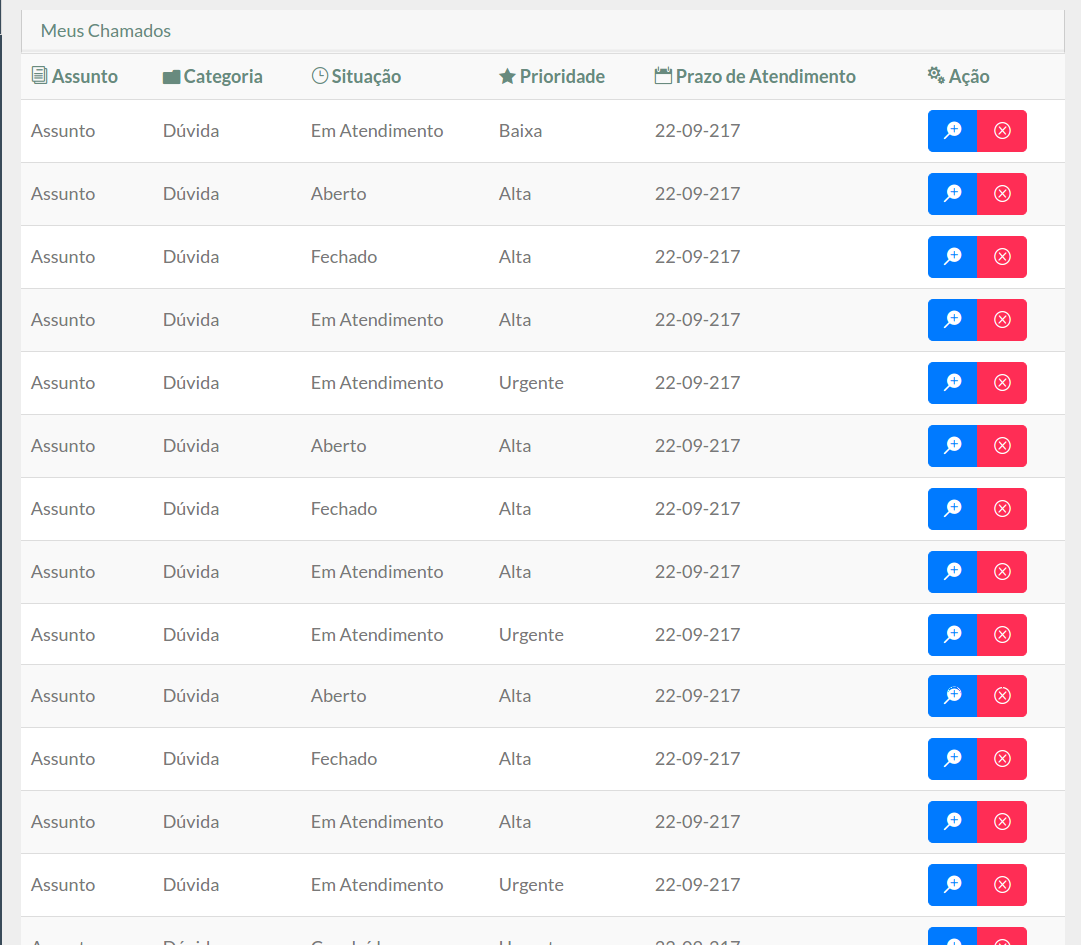 Meus Chamados
Assunto Categoria Situação Prioridade Prazo de Atendimento Ação
Assunto Dúvida Em Atendimento Baixa 22-09-217
Assunto Dúvida Aberto Alta 22-09-217
Assunto Dúvida Fechado Alta 22-09-217
Assunto Dúvida Em Atendimento Alta 22-09-217
Assunto Dúvida Em Atendimento Urgente 22-09-217
Assunto Dúvida Aberto Alta 22-09-217
Assunto Dúvida Fechado Alta 22-09-217
Assunto Dúvida Em Atendimento Alta 22-09-217
Assunto Dúvida Em Atendimento Urgente 22-09-217
Assunto Dúvida Aberto Alta 22-09-217
Assunto Dúvida Fechado Alta 22-09-217
Assunto Dúvida Em Atendimento Alta 22-09-217
Assunto Dúvida Em Atendimento Urgente 22-09-217